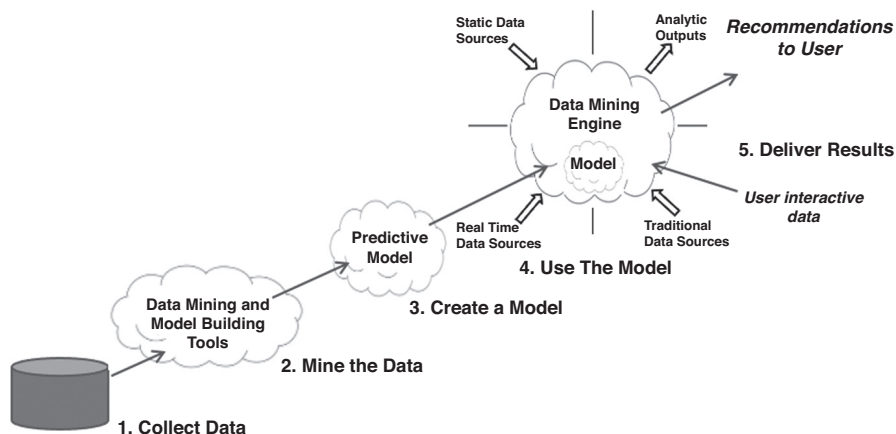 Static Data
Sources
Analytic
Outputs
Recommendations
to User
Data Mining
Engine
Model
5. Deliver Results
User interactive
data
Real Time
Data Sources
Traditional
Data Sources
4. Use The Model
Predictive
Model
3. Create a Model
Data Mining and
Model Building
Tools
2. Mine the Data
1. Collect Data